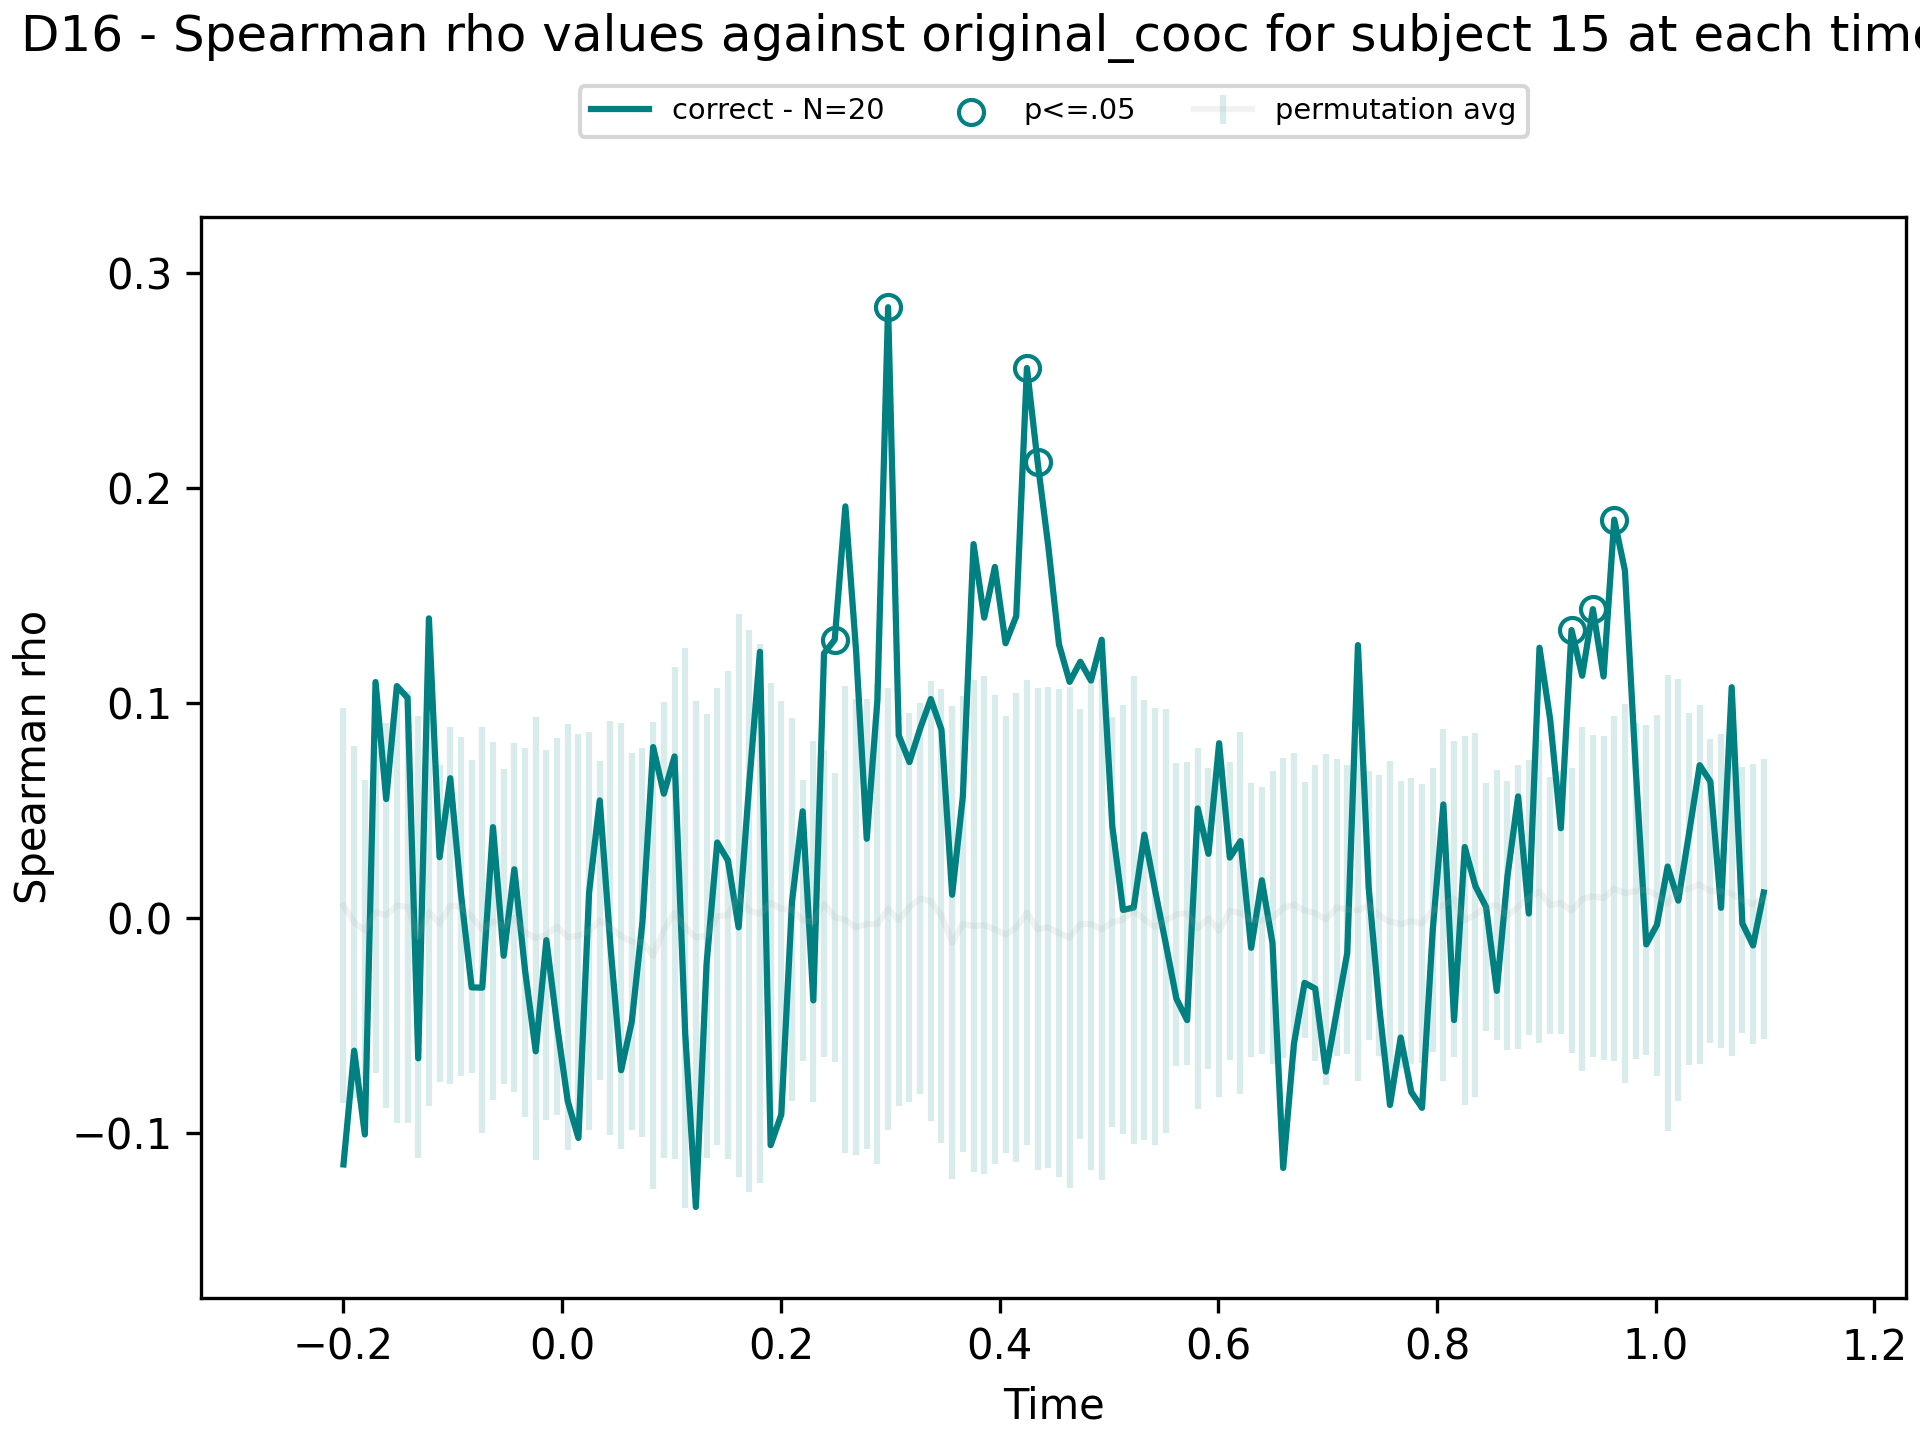 D16 - Spearman rho values against original_cooc for subject 15 at each time
correct - N=20
p<=.05
permutation avg
0.3
0.2
0.1
0.0
−0.1
Spearman rho
−0.2
0.0
0.2
0.4
0.6
0.8
1.0
1.2
Time